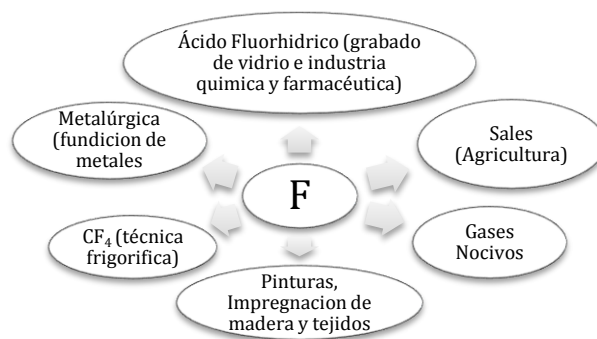 Ácido Fluorhidrico (grabado
de vidrio e industria
quimica y farmacéutica)
Metalúrgica
(fundicion de
metales
Sales
(Agricultura)
F
CF₄ (técnica
frigorifica)
Gases
Nocivos
Pinturas,
Impregnacion de
madera y tejidos